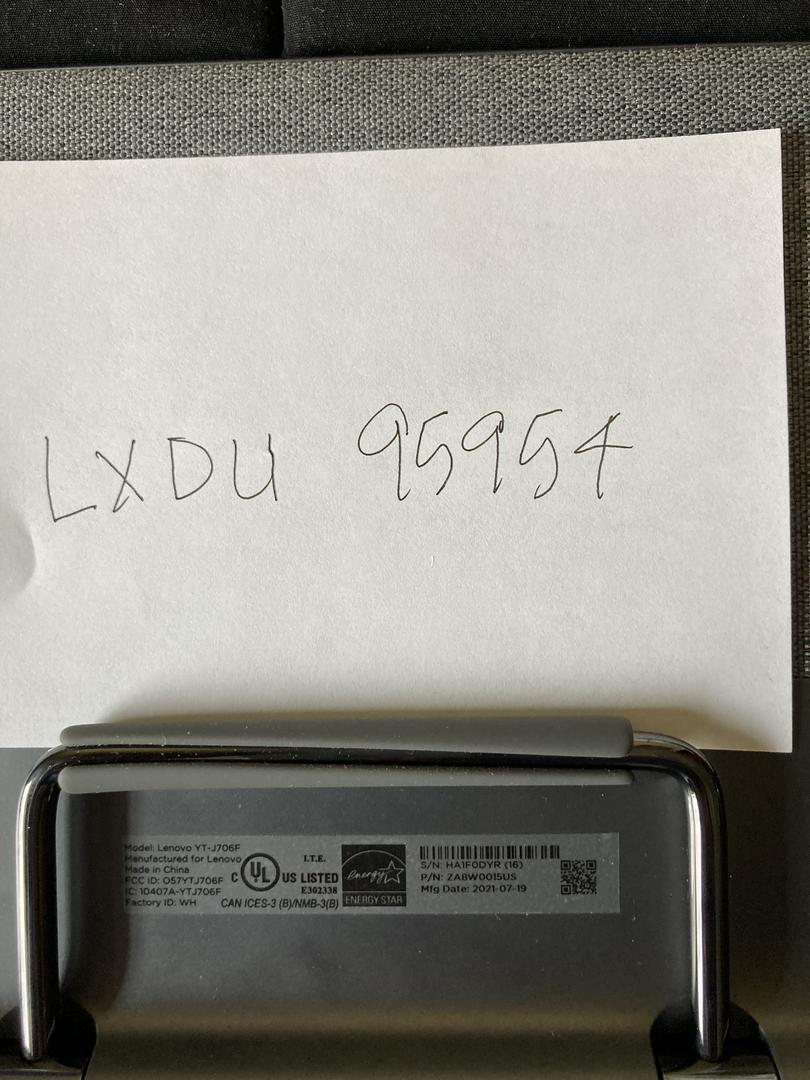 LXDU 95954
Model: Lenovo YT-J706F
Manufactured for Lenovo
Made in China
FCC ID: O57YTJ706F
IC: 10407A-YTJ706F
Factory ID: WH
C UL US LISTED
I.T.E.
E302338
CAN ICES-3 (B)/NMB-3(B)
energy
ENERGY STAR
S/N: HA1F0DYR (16)
P/N: ZA8W0015US
Mfg Date: 2021-07-19